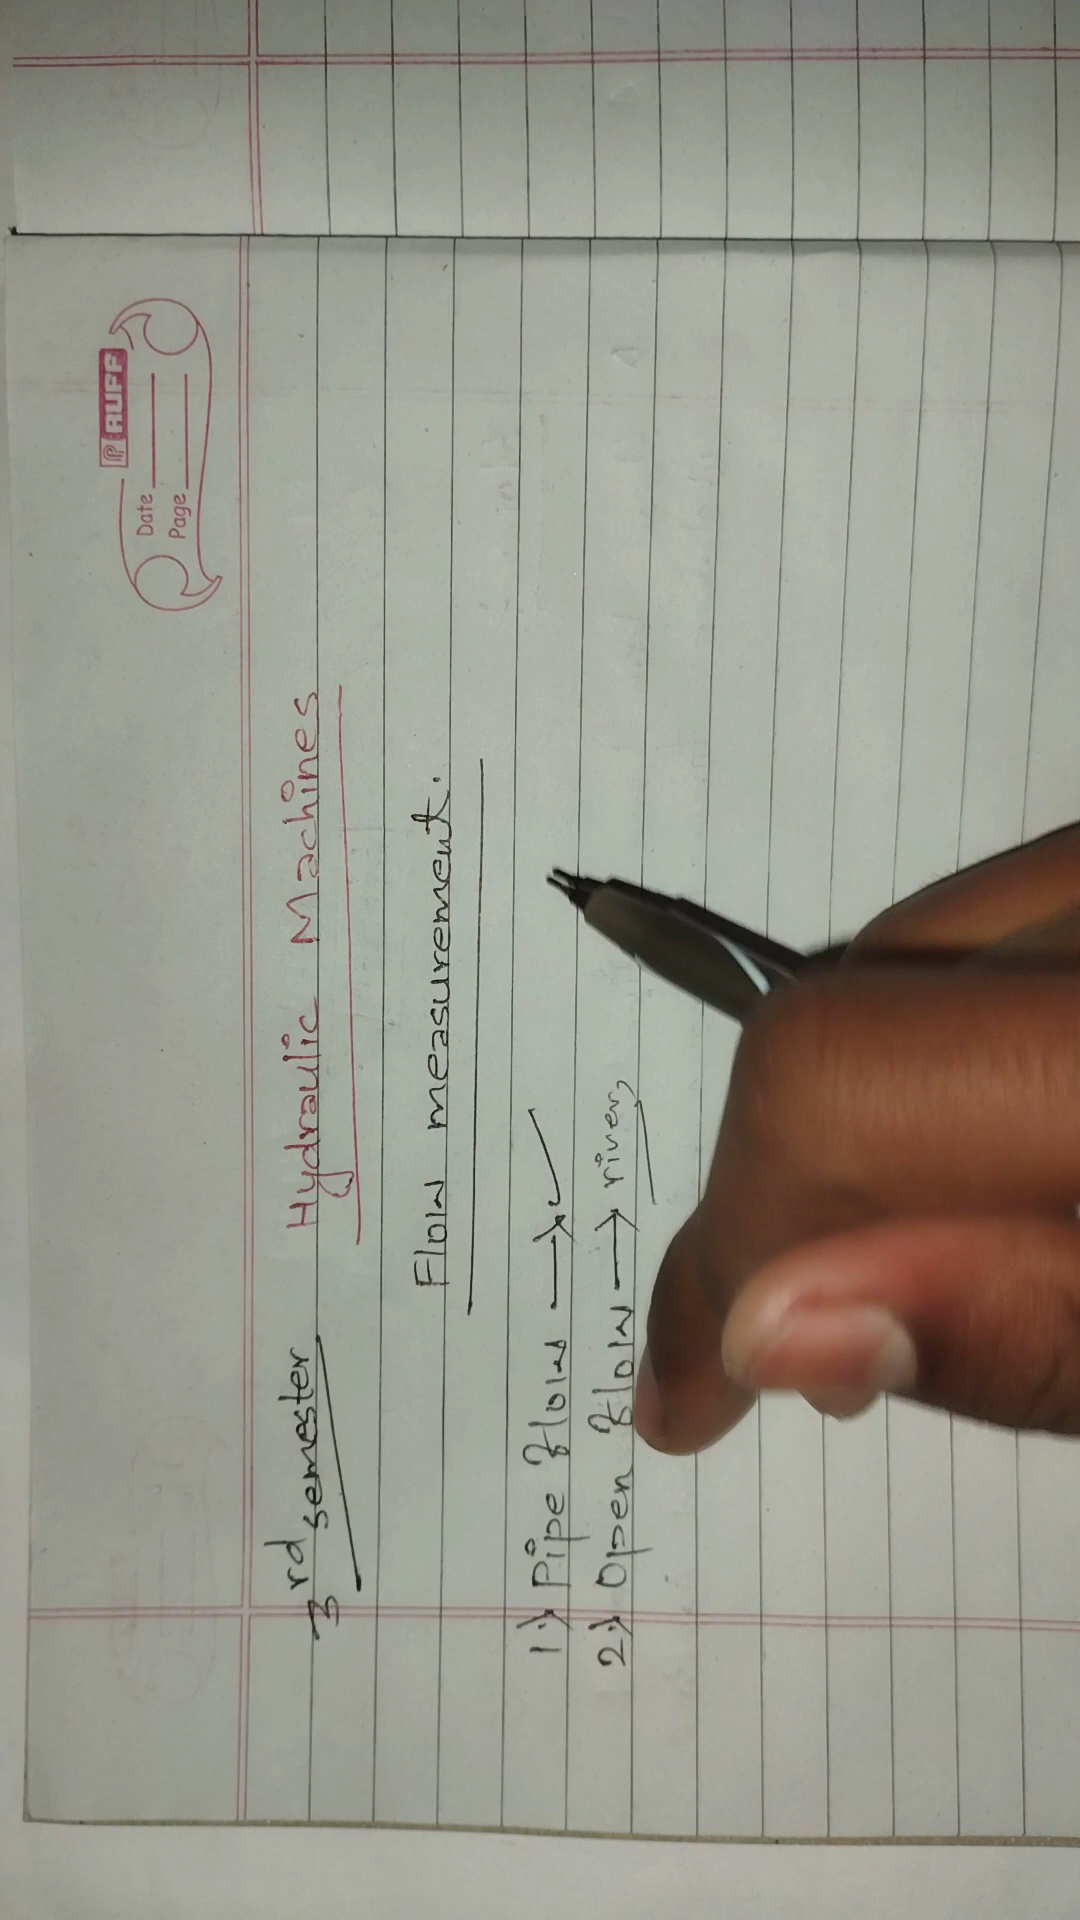 RUFF
Date
Page
3rd semester Hydraulic Machines
Flow measurement.
1) Pipe flow →
2) Open flow → river,